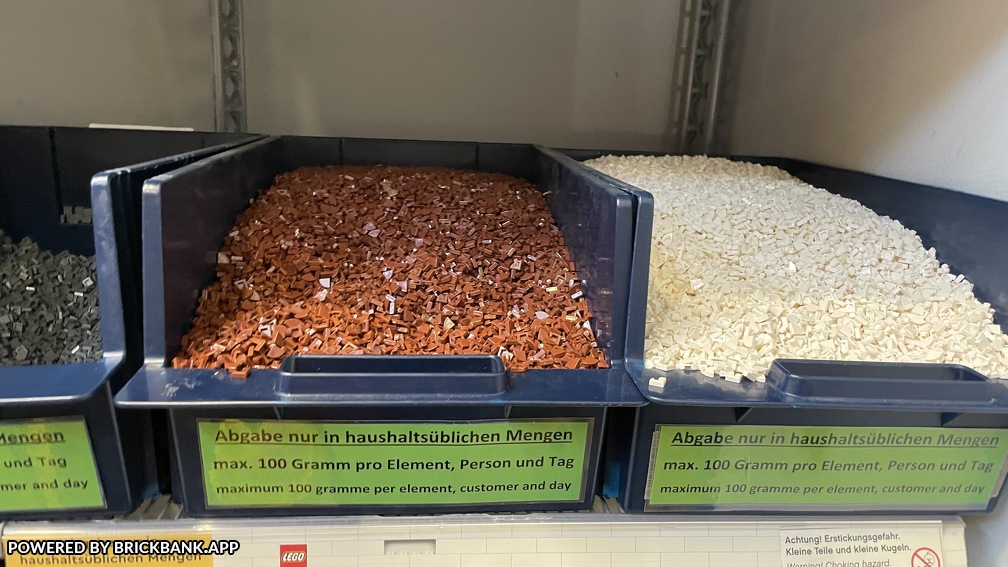 Mengen
und Tag
mer and day
Abgabe nur in haushaltsüblichen Mengen
max. 100 Gramm pro Element, Person und Tag
maximum 100 gramme per element, customer and day
Abgabe nur in haushaltsüblichen Mengen
max. 100 Gramm pro Element, Person und Tag
maximum 100 gramme per element, customer and day
POWERED BY BRICKBANK.APP
haushaltsüblichen Mengen
LEGO
Achtung! Erstickungsgefahr.
Kleine Teile und kleine Kugeln.
Warning! Choking hazard.